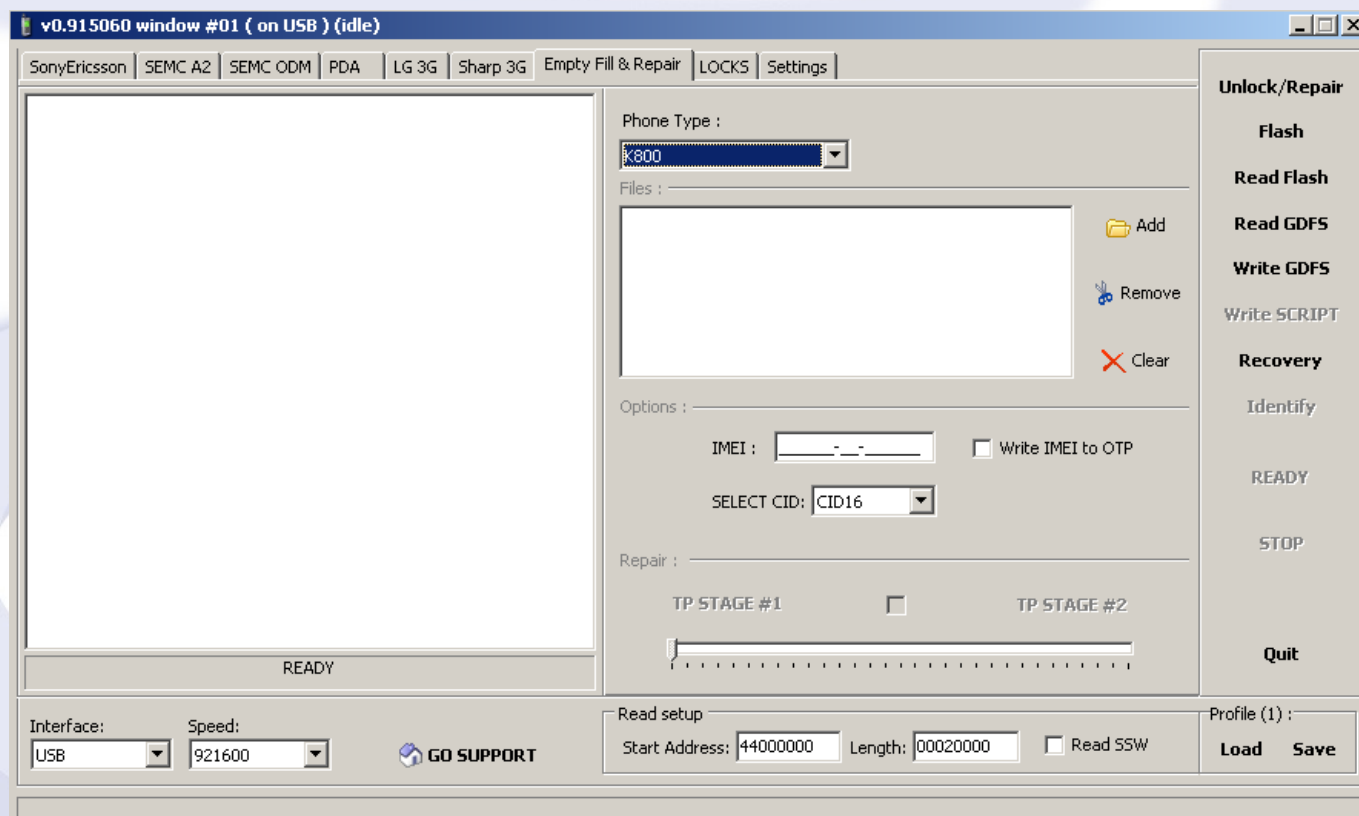 v0.915060 window #01 ( on USB ) (idle)
SonyEricsson SEMC A2 SEMC ODM PDA LG 3G Sharp 3G Empty Fill & Repair LOCKS Settings
Phone Type :
K800
Files :
Add
Remove
Clear
Options :
IMEI : ______-__-______ Write IMEI to OTP
SELECT CID: CID16
Repair :
TP STAGE #1 TP STAGE #2
READY
Unlock/Repair
Flash
Read Flash
Read GDFS
Write GDFS
Write SCRIPT
Recovery
Identify
READY
STOP
Quit
Interface: Speed:
USB 921600 GO SUPPORT
Read setup
Start Address: 44000000 Length: 00020000 Read SSW
Profile (1) :
Load Save